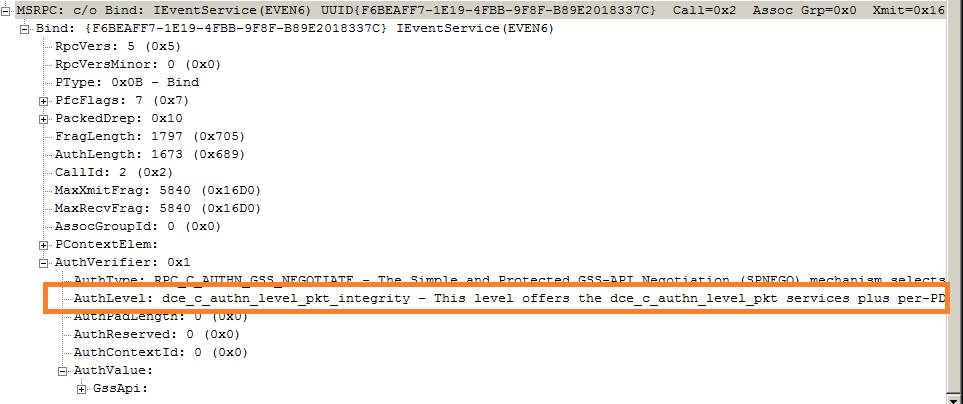 MSRPC: c/o Bind: IEventService(EVEN6) UUID{F6BEAFF7-1E19-4FBB-9F8F-B89E2018337C} Call=0x2 Assoc Grp=0x0 Xmit=0x16
Bind: {F6BEAFF7-1E19-4FBB-9F8F-B89E2018337C} IEventService(EVEN6)
RpcVers: 5 (0x5)
RpcVersMinor: 0 (0x0)
PType: 0x0B - Bind
PfcFlags: 7 (0x7)
PackedDrep: 0x10
FragLength: 1797 (0x705)
AuthLength: 1673 (0x689)
CallId: 2 (0x2)
MaxXmitFrag: 5840 (0x16D0)
MaxRecvFrag: 5840 (0x16D0)
AssocGroupId: 0 (0x0)
PContextElem:
AuthVerifier: 0x1
AuthType: RPC_C_AUTHN_GSS_NEGOTIATE - The Simple and Protected GSS-API Negotiation (SPNEGO) mechanism selects
AuthLevel: dce_c_authn_level_pkt_integrity - This level offers the dce_c_authn_level_pkt services plus per-PD
AuthPadLength: 0 (0x0)
AuthReserved: 0 (0x0)
AuthContextId: 0 (0x0)
AuthValue:
GssApi: